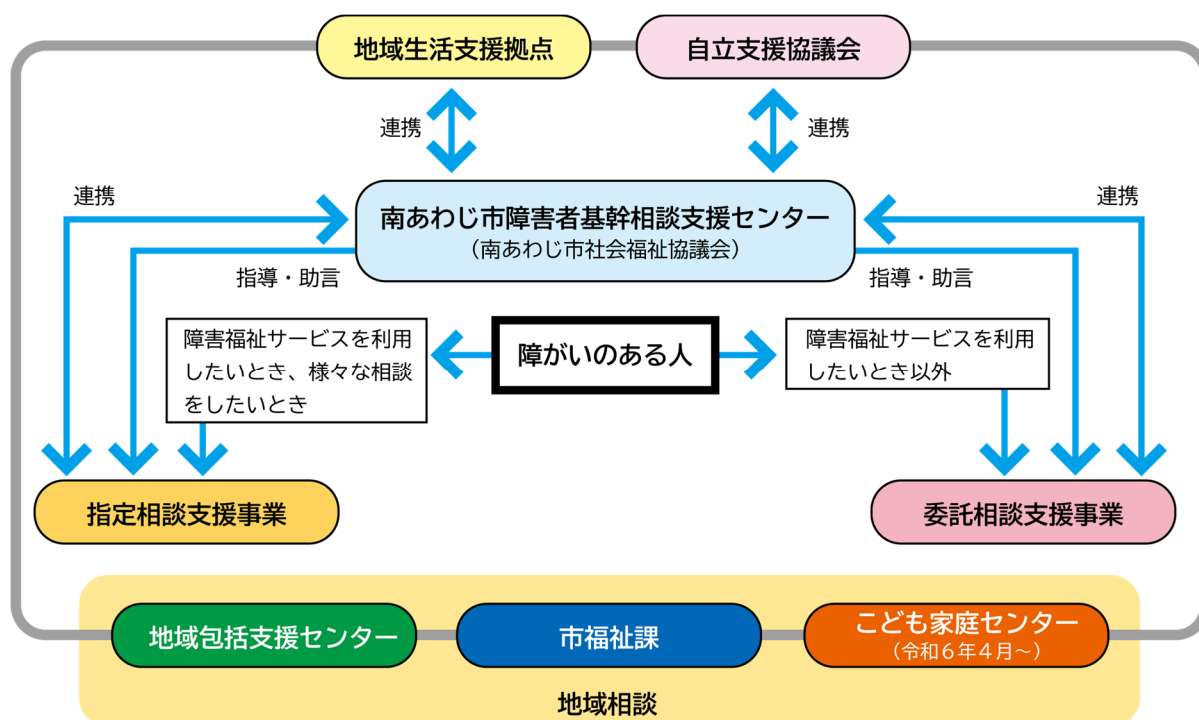 地域生活支援拠点
自立支援協議会
連携
連携
連携
連携
南あわじ市障害者基幹相談支援センター
（南あわじ市社会福祉協議会）
指導・助言
指導・助言
障害福祉サービスを利用
したいとき、様々な相談
をしたいとき
障がいのある人
障害福祉サービスを利用
したいとき以外
指定相談支援事業
委託相談支援事業
地域包括支援センター
市福祉課
こども家庭センター
（令和６年４月～）
地域相談